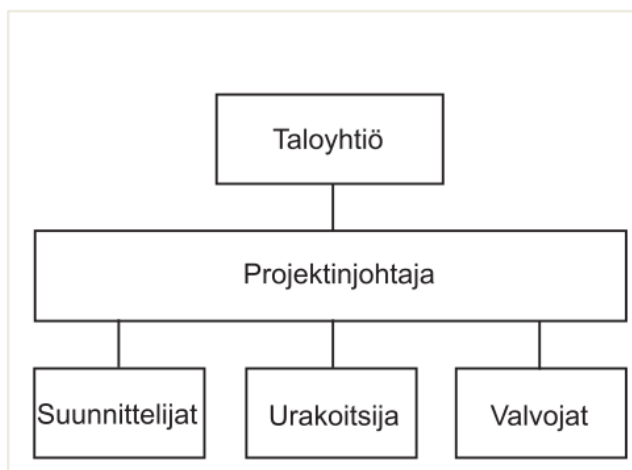 Taloyhtiö
Projektinjohtaja
Suunnittelijat
Urakoitsija
Valvojat